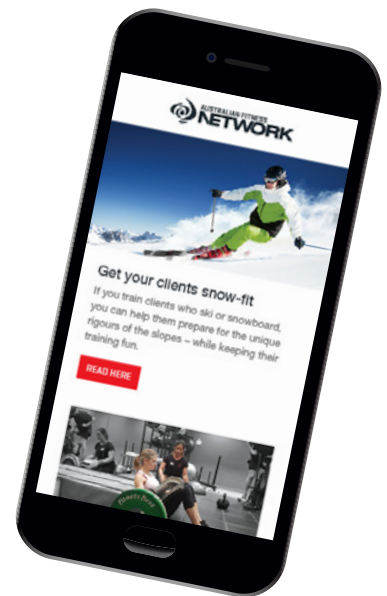 AUSTRALIAN FITNESS
NETWORK
Get your clients snow-fit
If you train clients who ski or snowboard,
you can help them prepare for the unique
rigours of the slopes – while keeping their
training fun.
READ HERE